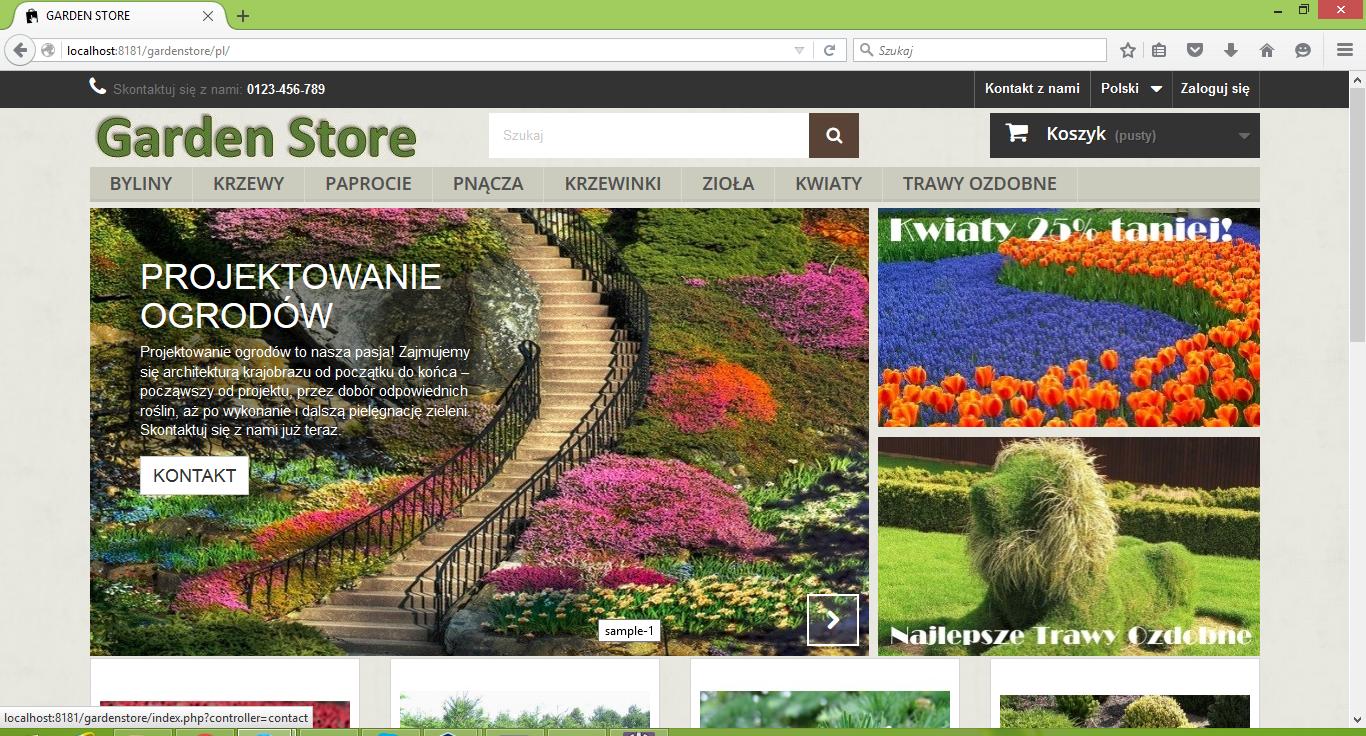 GARDEN STORE
localhost:8181/gardenstore/pl/
Szukaj
Skontaktuj się z nami: 0123-456-789
Kontakt z nami
Polski
Zaloguj się
Garden Store
Szukaj
Koszyk (pusty)
BYLINY KRZEWY PAPROCIE PNĄCZA KRZEWINKI ZIOŁA KWIATY TRAWY OZDOBNE
PROJEKTOWANIE
OGRODÓW
Projektowanie ogrodów to nasza pasja! Zajmujemy
się architekturą krajobrazu od początku do końca –
począwszy od projektu, przez dobór odpowiednich
roślin, aż po wykonanie i dalszą pielęgnację zieleni.
Skontaktuj się z nami już teraz.
KONTAKT
sample-1
Kwiaty 25% taniej!
Najlepsze Trawy Ozdobne
localhost:8181/gardenstore/index.php?controller=contact